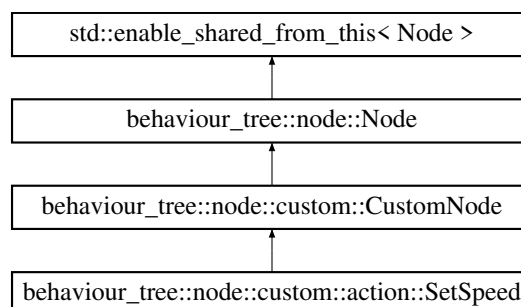 std::enable_shared_from_this< Node >
behaviour_tree::node::Node
behaviour_tree::node::custom::CustomNode
behaviour_tree::node::custom::action::SetSpeed